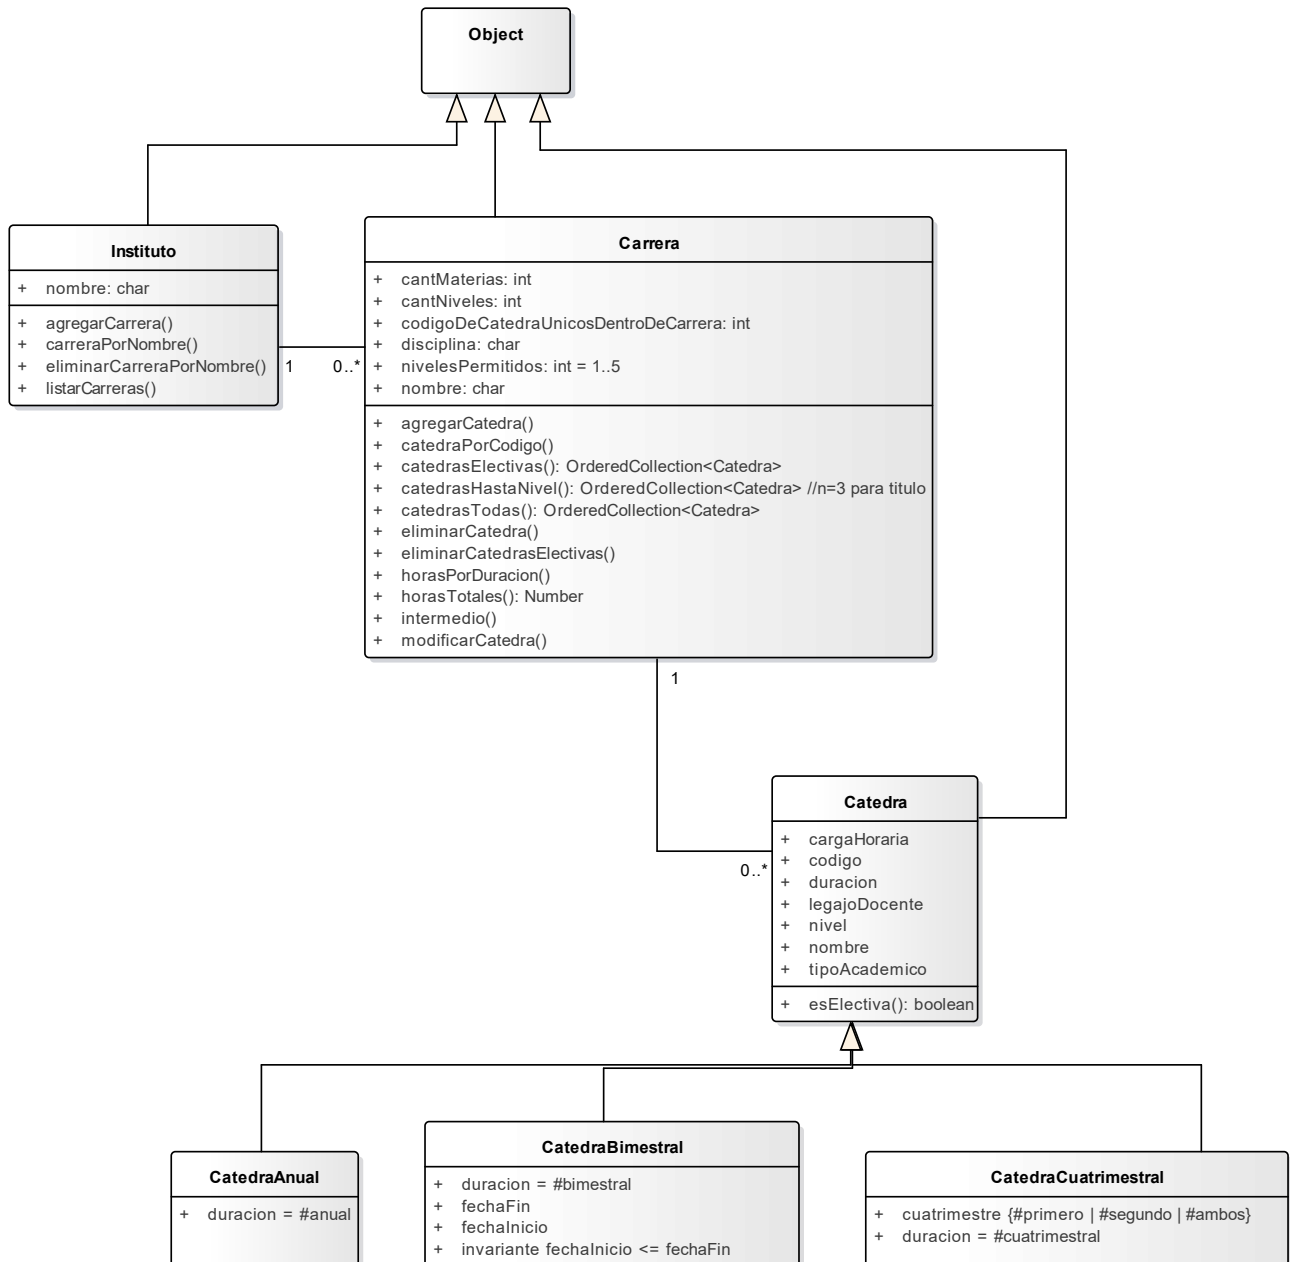 Object
Instituto
+ nombre: char
+ agregarCarrera()
+ carreraPorNombre()
+ eliminarCarreraPorNombre()
+ listarCarreras()
1
0..*
Carrera
+ cantMaterias: int
+ cantNiveles: int
+ codigoDeCatedraUnicosDentroDeCarrera: int
+ disciplina: char
+ nivelesPermitidos: int = 1..5
+ nombre: char
+ agregarCatedra()
+ catedraPorCodigo()
+ catedrasElectivas(): OrderedCollection<Catedra>
+ catedrasHastaNivel(): OrderedCollection<Catedra> //n=3 para titulo
+ catedrasTodas(): OrderedCollection<Catedra>
+ eliminarCatedra()
+ eliminarCatedrasElectivas()
+ horasPorDuracion()
+ horasTotales(): Number
+ intermedio()
+ modificarCatedra()
1
0..*
Catedra
+ cargaHoraria
+ codigo
+ duracion
+ legajoDocente
+ nivel
+ nombre
+ tipoAcademico
+ esElectiva(): boolean
CatedraAnual
+ duracion = #anual
CatedraBimestral
+ duracion = #bimestral
+ fechaFin
+ fechaInicio
+ invariante fechaInicio <= fechaFin
CatedraCuatrimestral
+ cuatrimestre {#primero | #segundo | #ambos}
+ duracion = #cuatrimestral